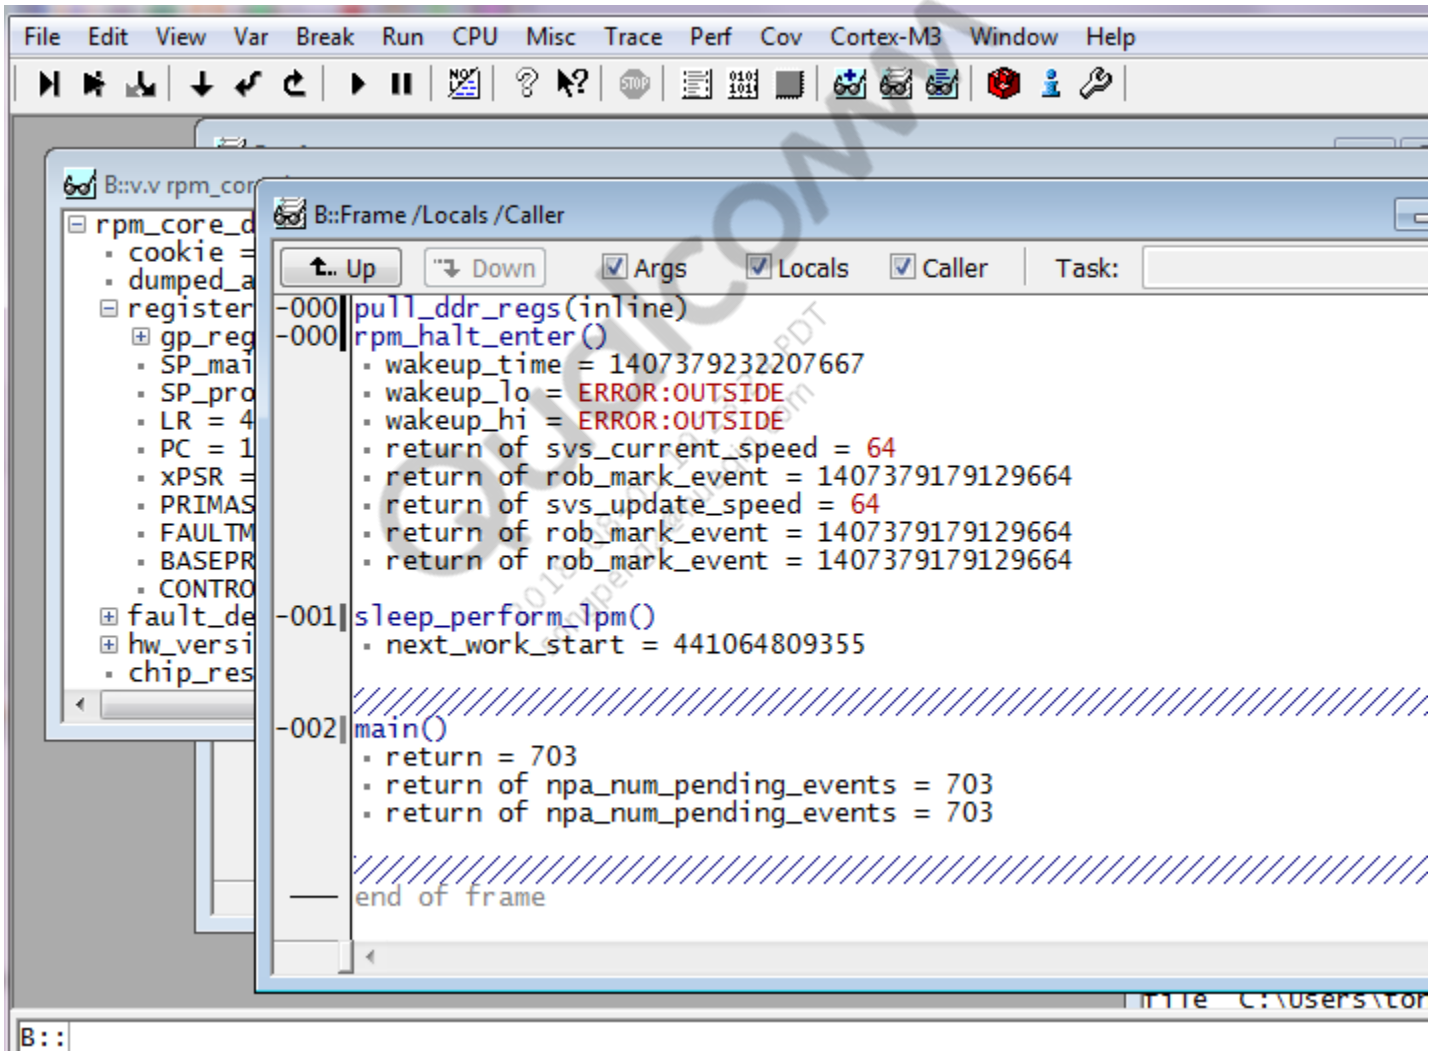 File Edit View Var Break Run CPU Misc Trace Perf Cov Cortex-M3 Window Help
B::v.v rpm_cor
rpm_core_d
cookie =
dumped_a
register
gp_reg
SP_mai
SP_pro
LR = 4
PC = 1
xPSR =
PRIMAS
FAULTM
BASEPR
CONTRO
fault_de
hw_versi
chip_res
B::Frame /Locals /Caller
Up Down Args Locals Caller Task:
-000 pull_ddr_regs(inline)
-000 rpm_halt_enter()
wakeup_time = 1407379232207667
wakeup_lo = ERROR:OUTSIDE
wakeup_hi = ERROR:OUTSIDE
return of svs_current_speed = 64
return of rob_mark_event = 1407379179129664
return of svs_update_speed = 64
return of rob_mark_event = 1407379179129664
return of rob_mark_event = 1407379179129664
-001 sleep_perform_lpm()
next_work_start = 441064809355
-002 main()
return = 703
return of npa_num_pending_events = 703
return of npa_num_pending_events = 703
end of frame
file C:\Users\tor
B::
Qualcomm